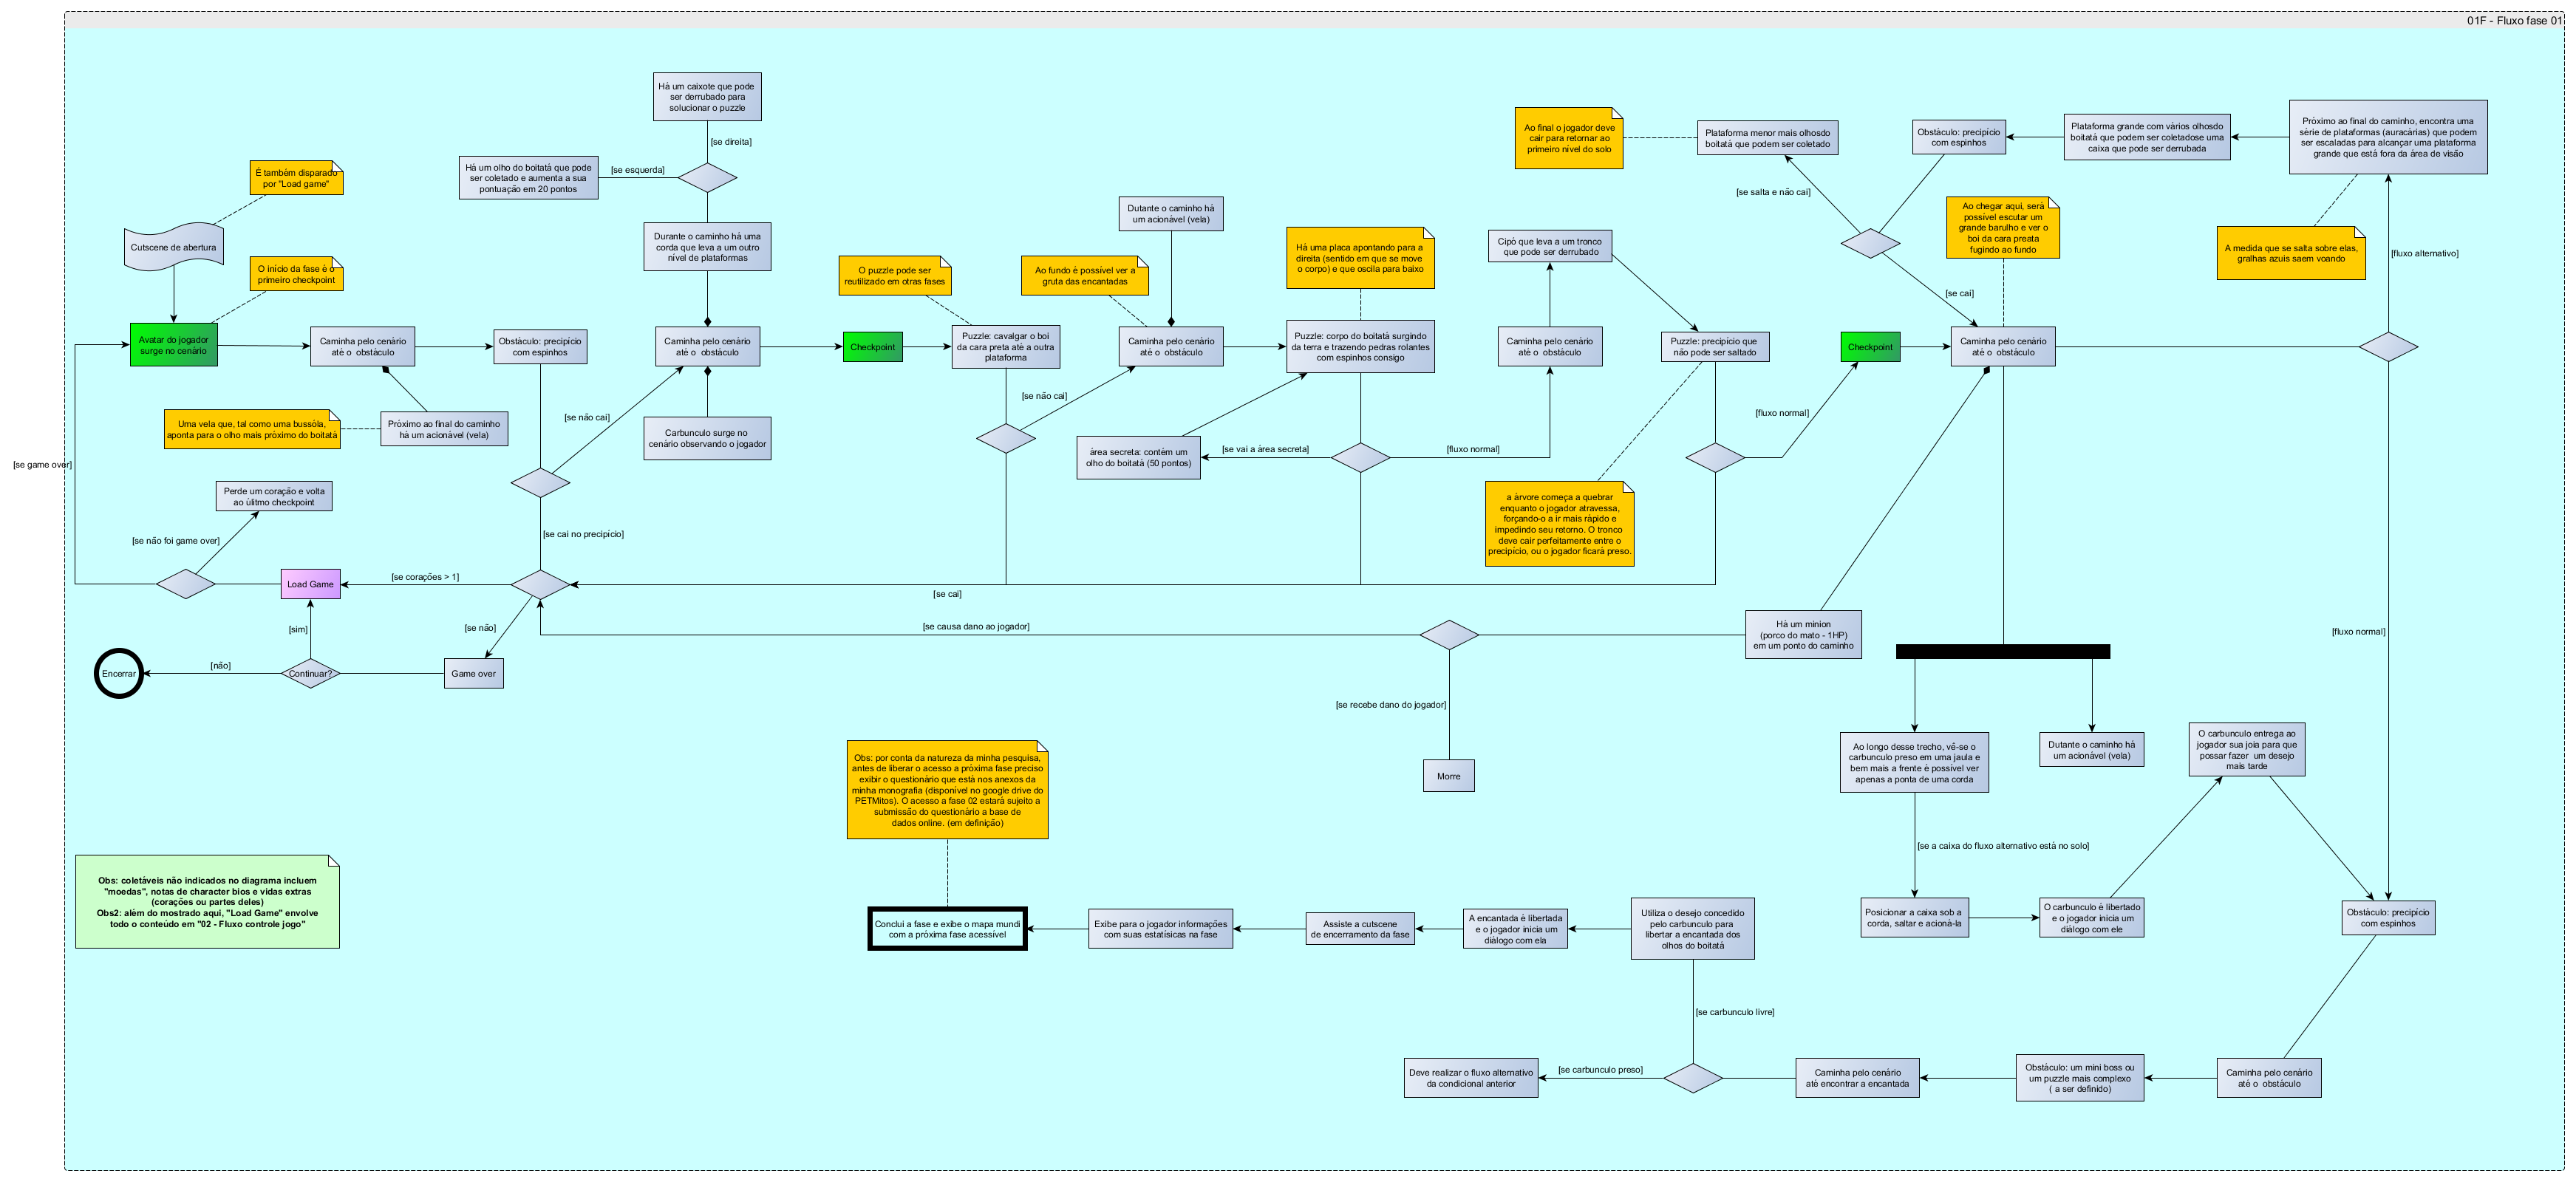 01F - Fluxo fase 01
Há um caixote que pode
ser derrubado para
solucionar o puzzle
[se direita]
Há um olho do boitatá que pode
ser coletado e aumenta a sua
pontuação em 20 pontos
[se esquerda]
É também disparado
por "Load game"
Cutscene de abertura
O início da fase é o
primeiro checkpoint
Avatar do jogador
surge no cenário
Caminha pelo cenário
até o obstáculo
Obstáculo: precipício
com espinhos
Uma vela que, tal como uma bussóla,
aponta para o olho mais próximo do boitatá
Próximo ao final do caminho
há um acionável (vela)
Durante o caminho há uma
corda que leva a um outro
nível de plataformas
Caminha pelo cenário
até o obstáculo
Carbunculo surge no
cenário observando o jogador
[se não cai]
[se cai no precipício]
[se game over]
Perde um coração e volta
ao úlitmo checkpoint
[se não foi game over]
Load Game
[se corações > 1]
[sim]
[se não]
Encerrar
[não]
Continuar?
Game over
Checkpoint
O puzzle pode ser
reutilizado em otras fases
Puzzle: cavalgar o boi
da cara preta até a outra
plataforma
[se não cai]
Ao fundo é possível ver a
gruta das encantadas
Dutante o caminho há
um acionável (vela)
Caminha pelo cenário
até o obstáculo
Há uma placa apontando para a
direita (sentido em que se move
o corpo) e que oscila para baixo
Puzzle: corpo do boitatá surgindo
da terra e trazendo pedras rolantes
com espinhos consigo
área secreta: contém um
olho do boitatá (50 pontos)
[se vai a área secreta]
[fluxo normal]
Cipó que leva a um tronco
que pode ser derrubado
Caminha pelo cenário
até o obstáculo
Puzzle: precipício que
não pode ser saltado
a árvore começa a quebrar
enquanto o jogador atravessa,
forçando-o a ir mais rápido e
impedindo seu retorno. O tronco
deve cair perfeitamente entre o
precipício, ou o jogador ficará preso.
[fluxo normal]
[se cai]
Checkpoint
Ao final o jogador deve
cair para retornar ao
primeiro nível do solo
Plataforma menor mais olhosdo
boitatá que podem ser coletado
Obstáculo: precipício
com espinhos
Plataforma grande com vários olhosdo
boitatá que podem ser coletadose uma
caixa que pode ser derrubada
Próximo ao final do caminho, encontra uma
série de plataformas (auracárias) que podem
ser escaladas para alcançar uma plataforma
grande que está fora da área de visão
[se salta e não cai]
[se cai]
Ao chegar aqui, será
possível escutar um
grande barulho e ver o
boi da cara preata
fugindo ao fundo
A medida que se salta sobre elas,
gralhas azuis saem voando
[fluxo alternativo]
Caminha pelo cenário
até o obstáculo
[fluxo normal]
Há um minion
(porco do mato - 1HP)
em um ponto do caminho
[se causa dano ao jogador]
[se recebe dano do jogador]
Morre
Ao longo desse trecho, vê-se o
carbunculo preso em uma jaula e
bem mais a frente é possível ver
apenas a ponta de uma corda
Dutante o caminho há
um acionável (vela)
O carbunculo entrega ao
jogador sua joia para que
possar fazer um desejo
mais tarde
[se a caixa do fluxo alternativo está no solo]
Posicionar a caixa sob a
corda, saltar e acioná-la
O carbunculo é libertado
e o jogador inicia um
diálogo com ele
Obstáculo: precipício
com espinhos
Obs: por conta da natureza da minha pesquisa,
antes de liberar o acesso a próxima fase preciso
exibir o questionário que está nos anexos da
minha monografia (disponível no google drive do
PETMitos). O acesso a fase 02 estará sujeito a
submissão do questionário a base de
dados online. (em definição)
Obs: coletáveis não indicados no diagrama incluem
"moedas", notas de character bios e vidas extras
(corações ou partes deles)
Obs2: além do mostrado aqui, "Load Game" envolve
todo o conteúdo em "02 - Fluxo controle jogo"
Conclui a fase e exibe o mapa mundi
com a próxima fase acessível
Exibe para o jogador informações
com suas estatísicas na fase
Assiste a cutscene
de encerramento da fase
A encantada é libertada
e o jogador inicia um
diálogo com ela
Utiliza o desejo concedido
pelo carbunculo para
libertar a encantada dos
olhos do boitatá
[se carbunculo livre]
Deve realizar o fluxo alternativo
da condicional anterior
[se carbunculo preso]
Caminha pelo cenário
até encontrar a encantada
Obstáculo: um mini boss ou
um puzzle mais complexo
( a ser definido)
Caminha pelo cenário
até o obstáculo